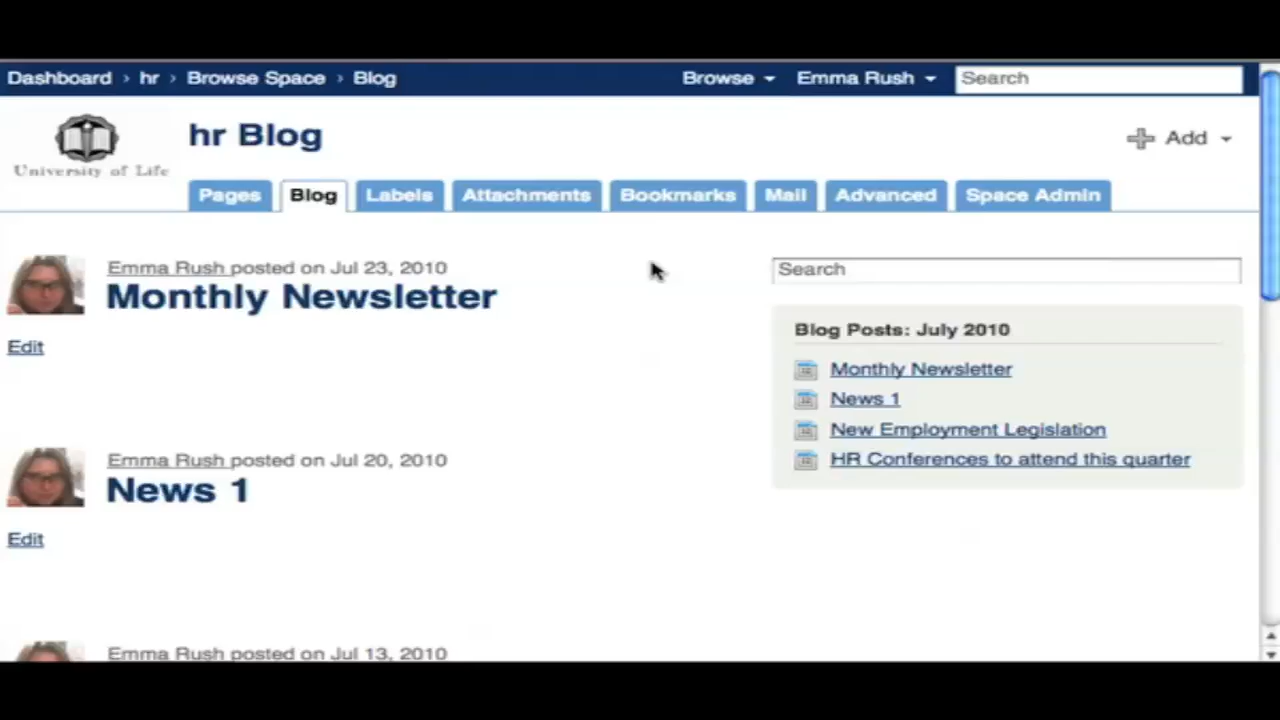 Dashboard › hr › Browse Space › Blog Browse Emma Rush Search
University of Life
hr Blog
Add
Pages Blog Labels Attachments Bookmarks Mail Advanced Space Admin
Emma Rush posted on Jul 23, 2010
Monthly Newsletter
Edit
Emma Rush posted on Jul 20, 2010
News 1
Edit
Emma Rush posted on Jul 13, 2010
Search
Blog Posts: July 2010
Monthly Newsletter
News 1
New Employment Legislation
HR Conferences to attend this quarter